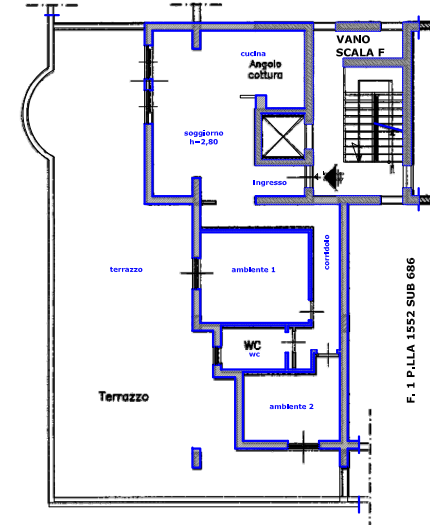 VANO
SCALA F
cucina
Angolo
cottura
soggiorno
h=2,80
Ingresso
corridoio
terrazzo
ambiente 1
WC
wc
Terrazzo
ambiente 2
F. 1 P.LLA 1552 SUB 686